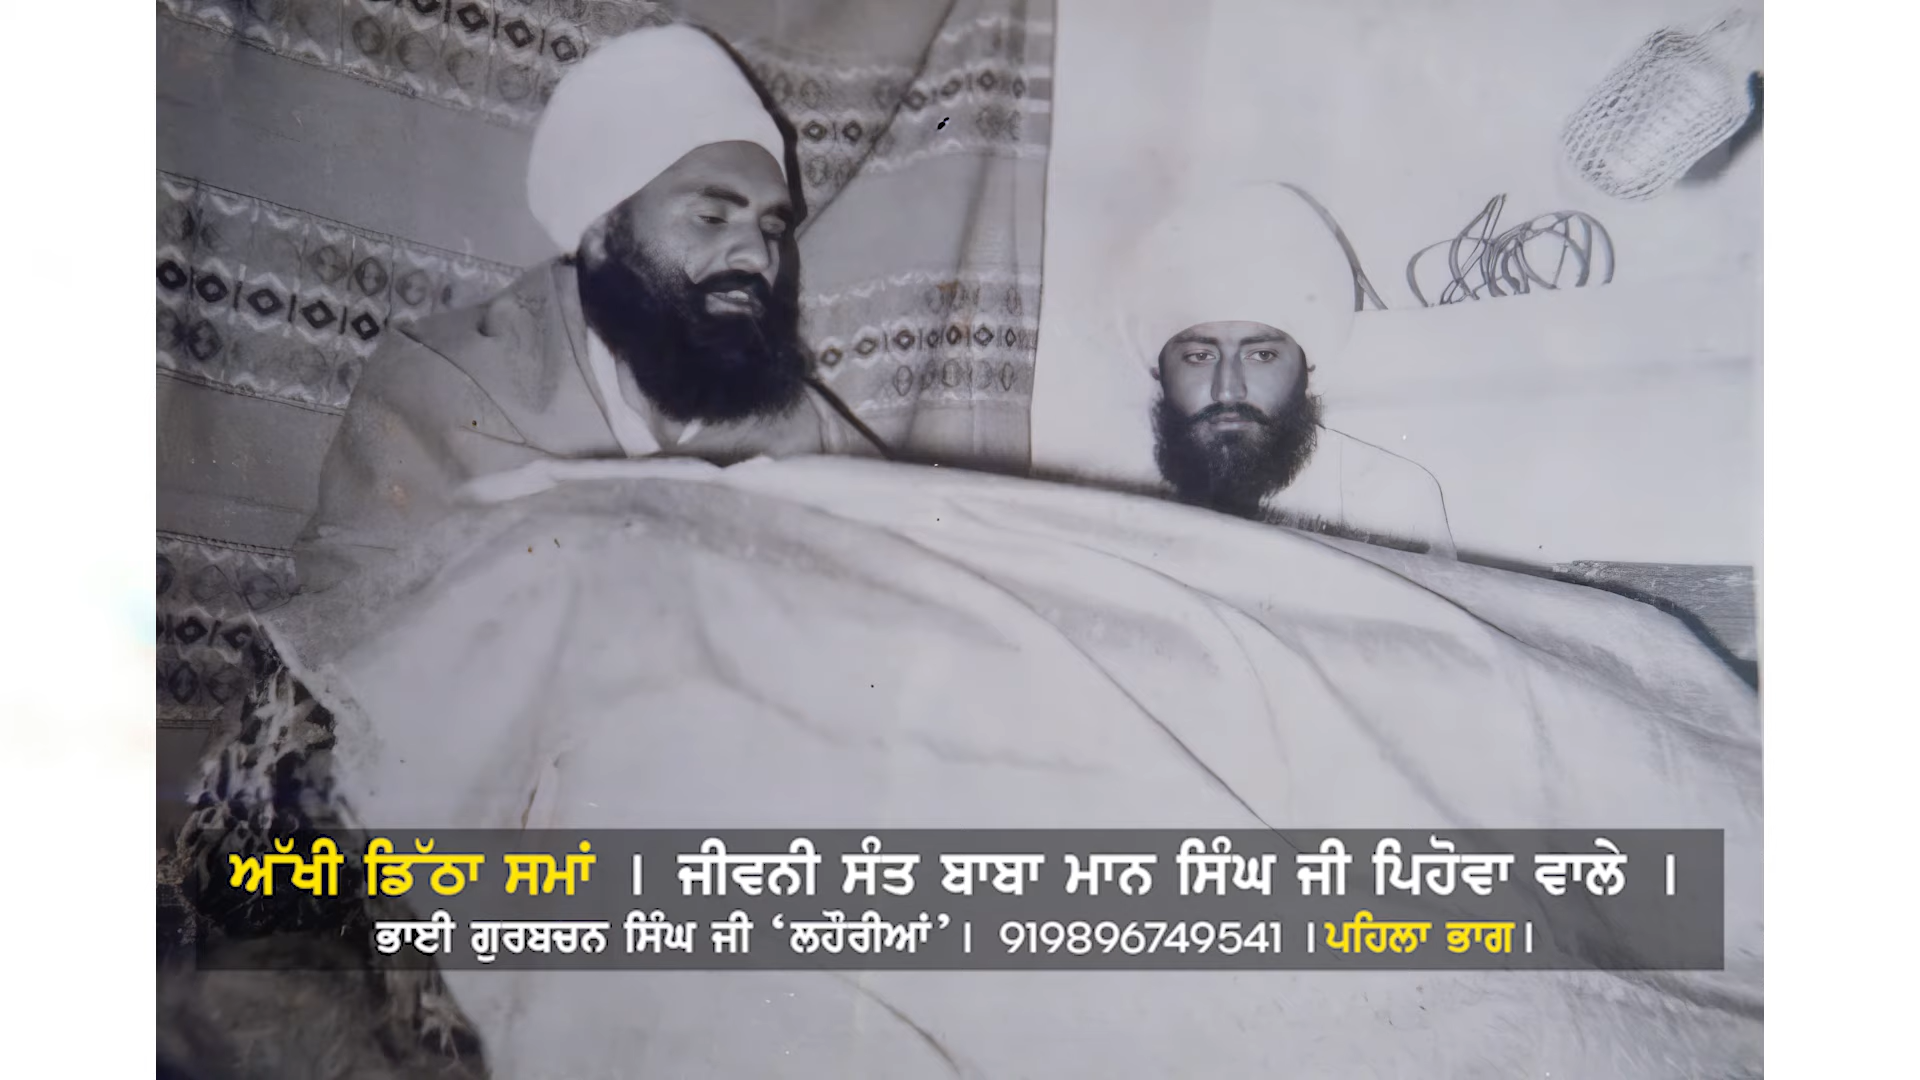 ਅੱਖੀ ਡਿੱਠਾ ਸਮਾਂ । ਜੀਵਨੀ ਸੰਤ ਬਾਬਾ ਮਾਨ ਸਿੰਘ ਜੀ ਪਿਹੋਵਾ ਵਾਲੇ ।
ਭਾਈ ਗੁਰਬਚਨ ਸਿੰਘ ਜੀ ‘ਲਹੌਰੀਆਂ’। 919896749541 ।ਪਹਿਲਾ ਭਾਗ।